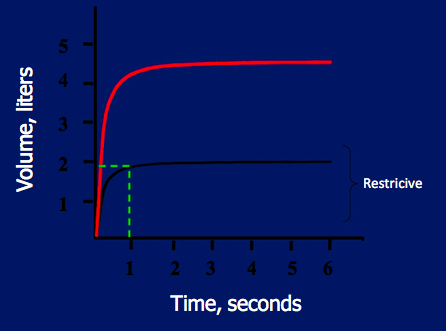 Volume, liters
5
4
3
2
1
Restricive
1 2 3 4 5 6
Time, seconds